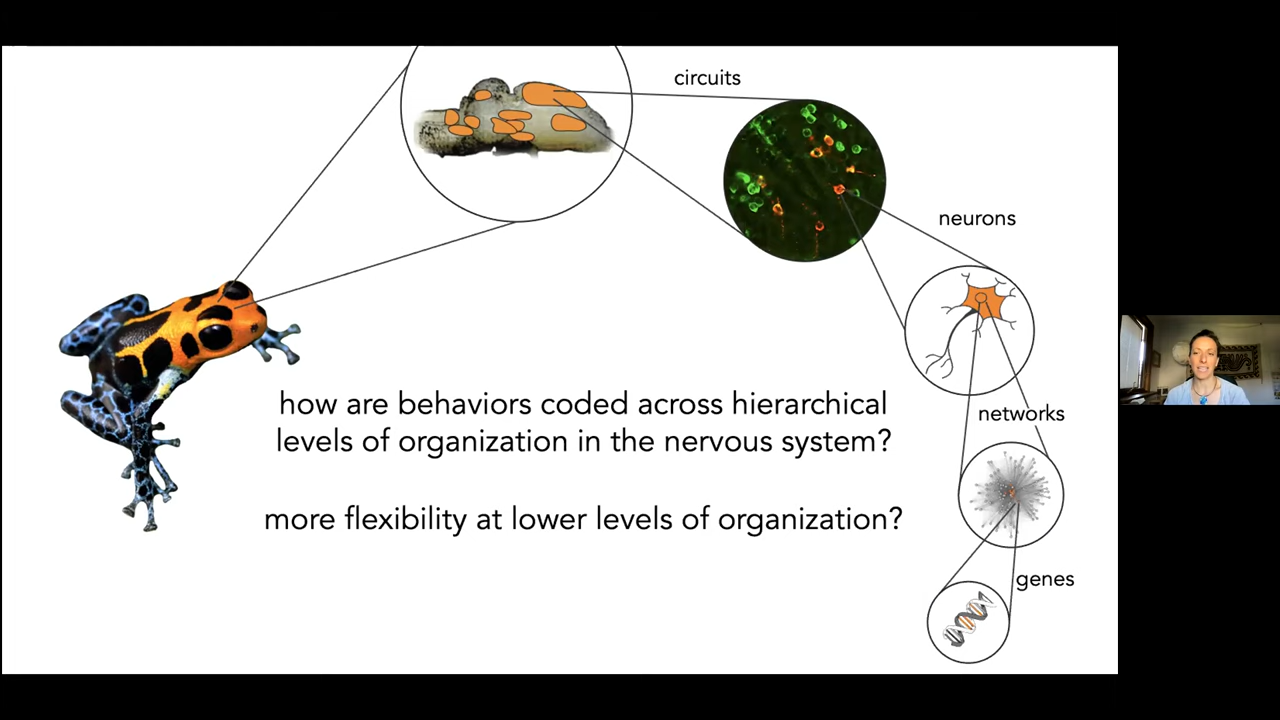 circuits
neurons
how are behaviors coded across hierarchical
levels of organization in the nervous system?
networks
more flexibility at lower levels of organization?
genes